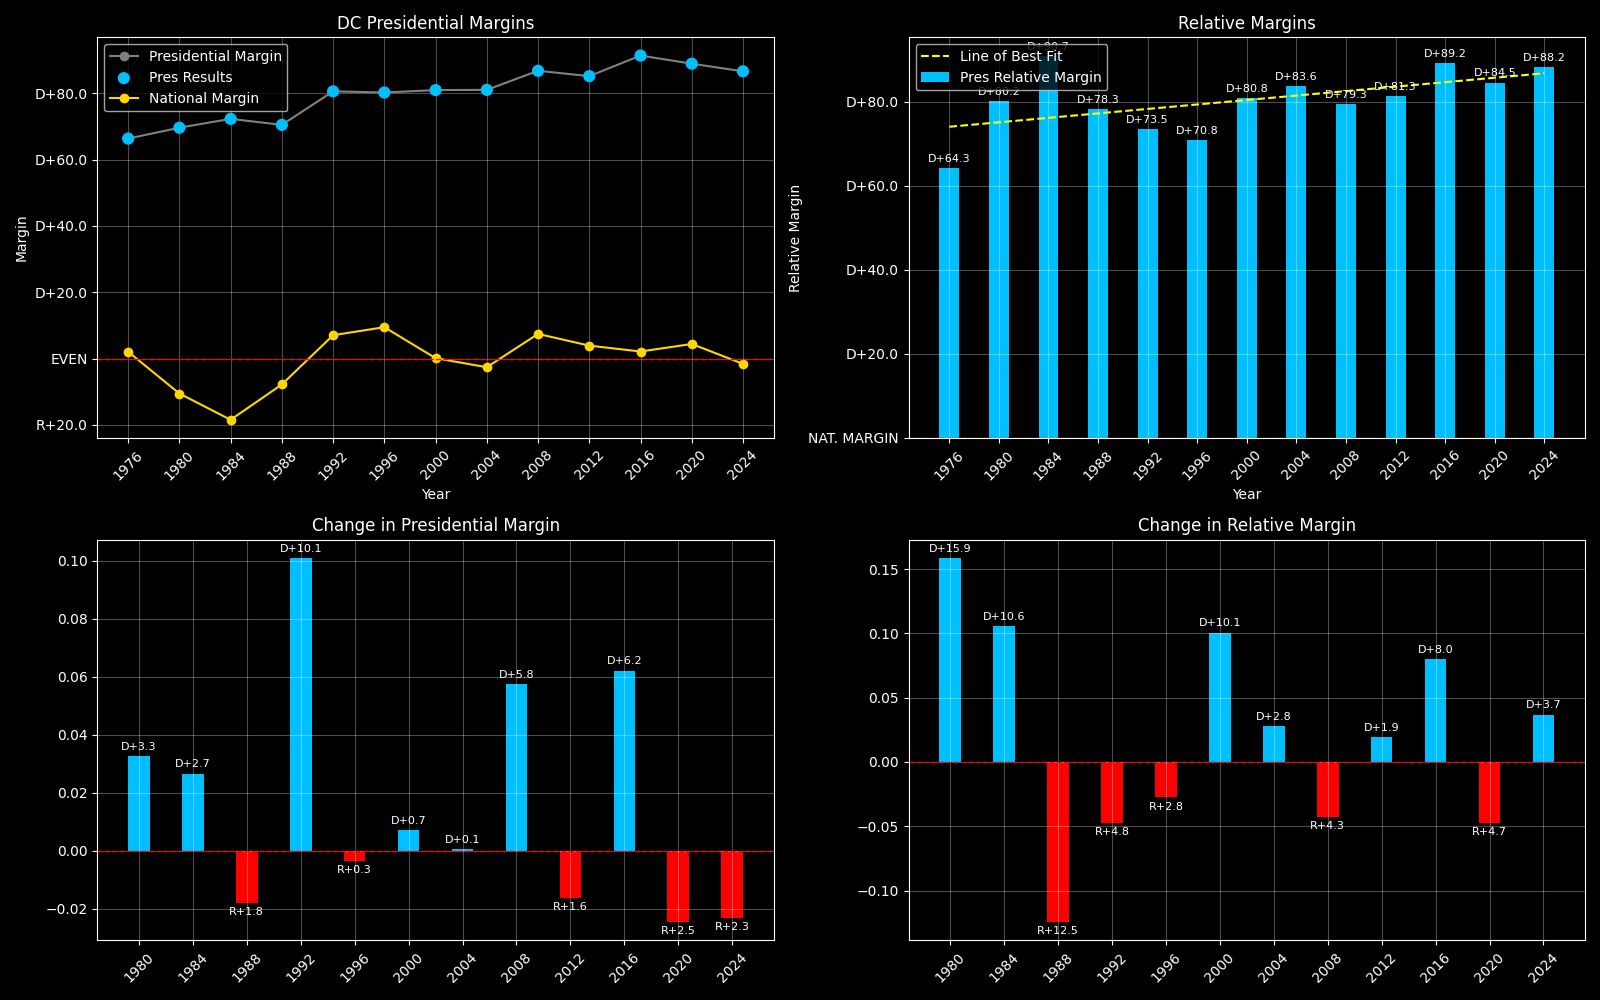 DC Presidential Margins
Presidential Margin
Pres Results
National Margin
Margin
D+80.0
D+60.0
D+40.0
D+20.0
EVEN
R+20.0
1976
1980
1984
1988
1992
1996
2000
2004
2008
2012
2016
2020
2024
Year
Relative Margins
Line of Best Fit
Pres Relative Margin
Relative Margin
D+80.0
D+60.0
D+40.0
D+20.0
NAT. MARGIN
D+64.3
D+80.2
D+90.7
D+78.3
D+73.5
D+70.8
D+80.8
D+83.6
D+79.3
D+81.3
D+89.2
D+84.5
D+88.2
1976
1980
1984
1988
1992
1996
2000
2004
2008
2012
2016
2020
2024
Year
Change in Presidential Margin
0.10
0.08
0.06
0.04
0.02
0.00
−0.02
D+3.3
D+2.7
R+1.8
D+10.1
R+0.3
D+0.7
D+0.1
D+5.8
R+1.6
D+6.2
R+2.5
R+2.3
1980
1984
1988
1992
1996
2000
2004
2008
2012
2016
2020
2024
Change in Relative Margin
0.15
0.10
0.05
0.00
−0.05
−0.10
D+15.9
D+10.6
R+12.5
R+4.8
R+2.8
D+10.1
D+2.8
R+4.3
D+1.9
D+8.0
R+4.7
D+3.7
1980
1984
1988
1992
1996
2000
2004
2008
2012
2016
2020
2024